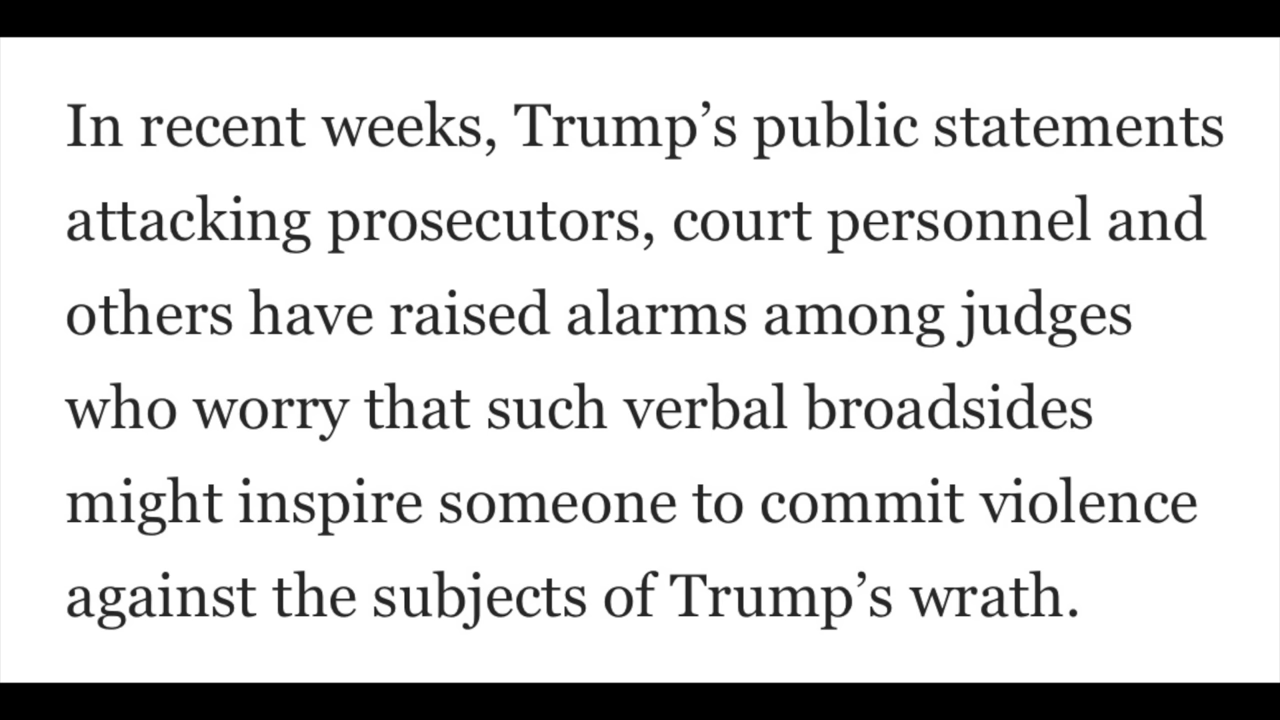 In recent weeks, Trump’s public statements
attacking prosecutors, court personnel and
others have raised alarms among judges
who worry that such verbal broadsides
might inspire someone to commit violence
against the subjects of Trump’s wrath.